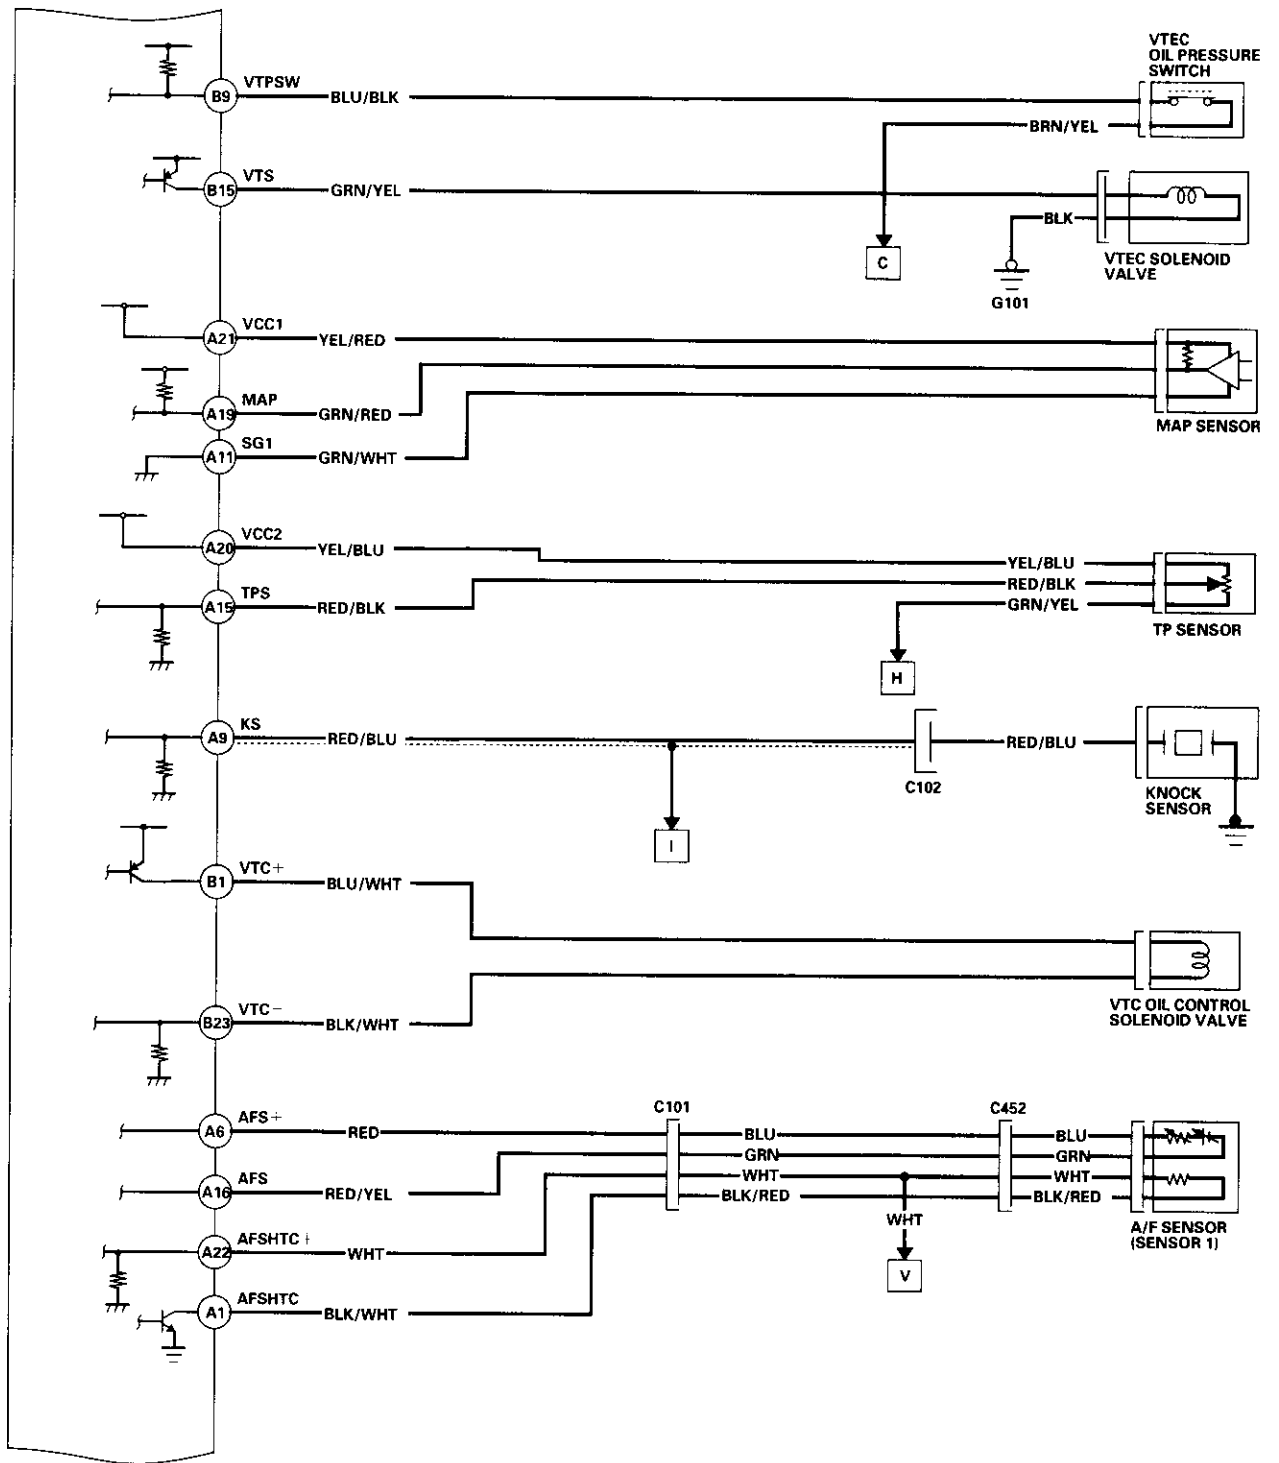 VTEC
OIL PRESSURE
SWITCH
B9 VTPSW BLU/BLK
BRN/YEL
B15 VTS GRN/YEL
BLK
C
G101
VTEC SOLENOID
VALVE
A21 VCC1 YEL/RED
A19 MAP GRN/RED
MAP SENSOR
A11 SG1 GRN/WHT
A20 VCC2 YEL/BLU YEL/BLU
A15 TPS RED/BLK RED/BLK
GRN/YEL
TP SENSOR
H
A9 KS RED/BLU RED/BLU
C102
KNOCK
SENSOR
I
B1 VTC+ BLU/WHT
VTC OIL CONTROL
SOLENOID VALVE
B23 VTC- BLK/WHT
C101 C452
A6 AFS+ RED BLU BLU
GRN GRN
WHT WHT
A16 AFS RED/YEL BLK/RED BLK/RED
WHT
A/F SENSOR
(SENSOR 1)
A22 AFSHTC+ WHT
V
A1 AFSHTC BLK/WHT